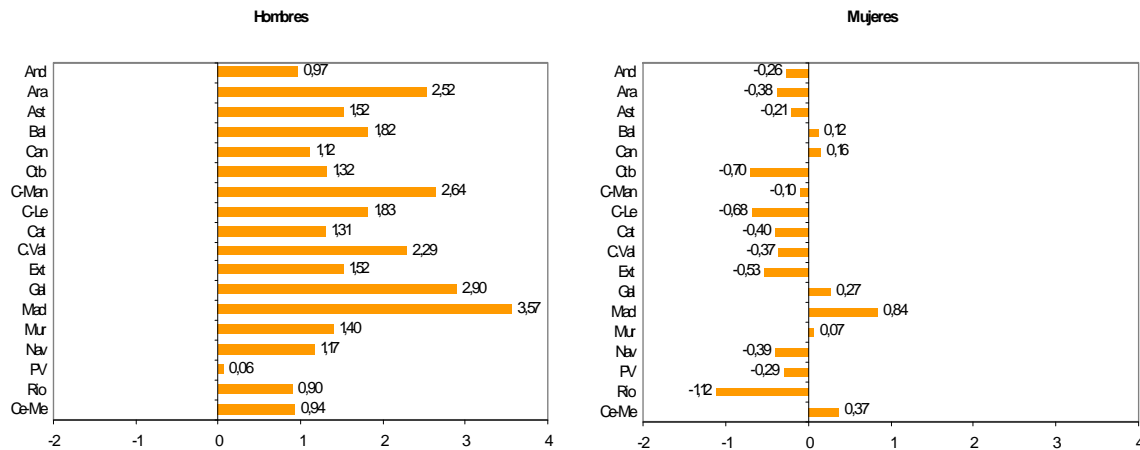 Hombres
And 0,97
Ara 2,52
Ast 1,52
Bal 1,82
Can 1,12
Ctb 1,32
C-Man 2,64
C-Le 1,83
Cat 1,31
C.Val 2,29
Ext 1,52
Gal 2,90
Mad 3,57
Mur 1,40
Nav 1,17
PV 0,06
Rio 0,90
Ce-Me 0,94
-2 -1 0 1 2 3 4
Mujeres
And -0,26
Ara -0,38
Ast -0,21
Bal 0,12
Can 0,16
Ctb -0,70
C-Man -0,10
C-Le -0,68
Cat -0,40
C.Val -0,37
Ext -0,53
Gal 0,27
Mad 0,84
Mur 0,07
Nav -0,39
PV -0,29
Rio -1,12
Ce-Me 0,37
-2 -1 0 1 2 3 4